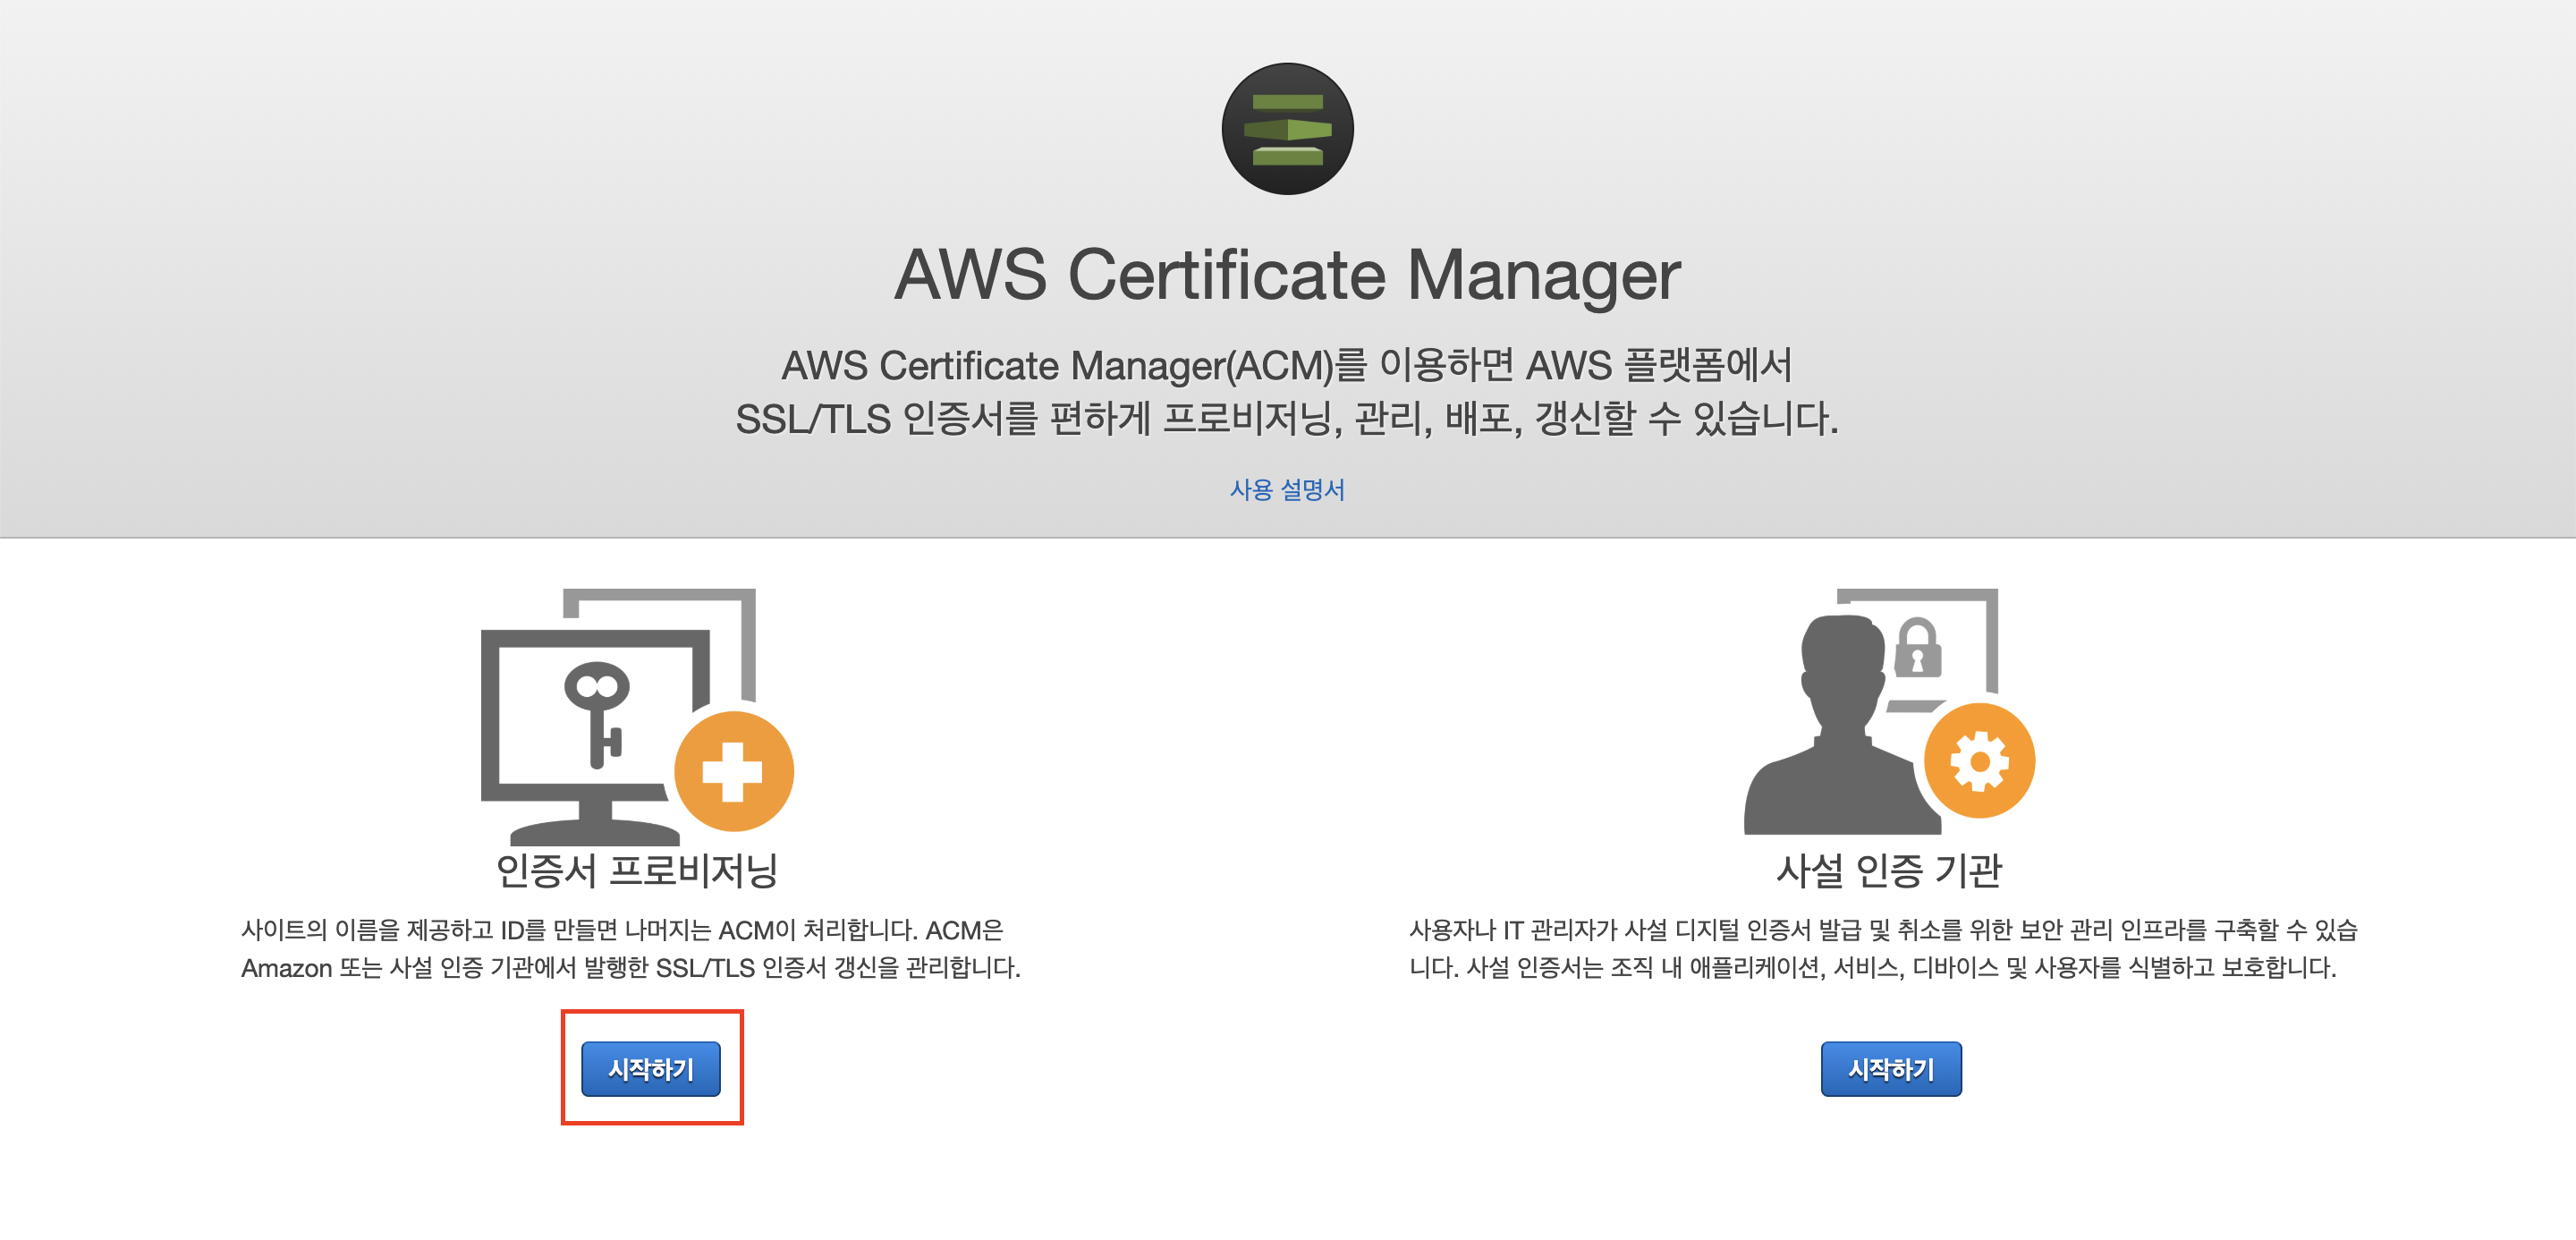 AWS Certificate Manager
AWS Certificate Manager(ACM)를 이용하면 AWS 플랫폼에서
SSL/TLS 인증서를 편하게 프로비저닝, 관리, 배포, 갱신할 수 있습니다.
사용 설명서
인증서 프로비저닝
사이트의 이름을 제공하고 ID를 만들면 나머지는 ACM이 처리합니다. ACM은
Amazon 또는 사설 인증 기관에서 발행한 SSL/TLS 인증서 갱신을 관리합니다.
시작하기
사설 인증 기관
사용자나 IT 관리자가 사설 디지털 인증서 발급 및 취소를 위한 보안 관리 인프라를 구축할 수 있습
니다. 사설 인증서는 조직 내 애플리케이션, 서비스, 디바이스 및 사용자를 식별하고 보호합니다.
시작하기